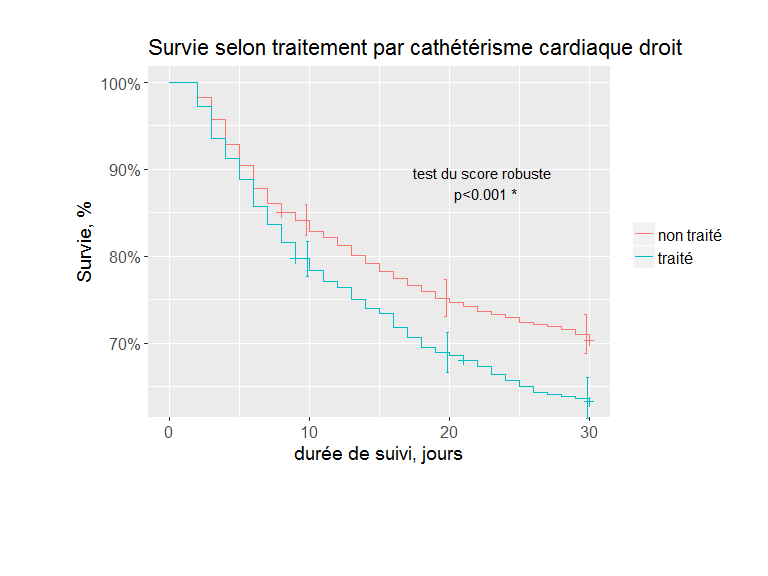 Survie selon traitement par cathétérisme cardiaque droit
Survie, %
100%
90%
80%
70%
test du score robuste
p<0.001 *
non traité
traité
0 10 20 30
durée de suivi, jours